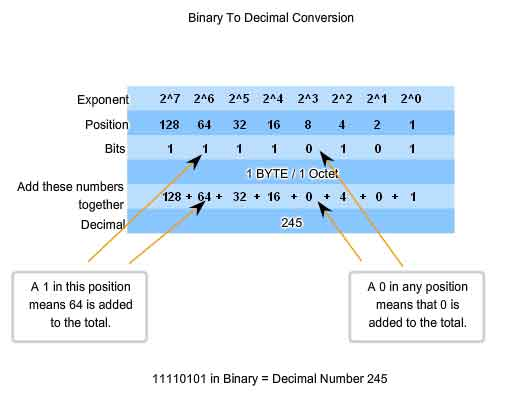 Binary To Decimal Conversion
Exponent 2^7 2^6 2^5 2^4 2^3 2^2 2^1 2^0
Position 128 64 32 16 8 4 2 1
Bits 1 1 1 1 0 1 0 1
1 BYTE / 1 Octet
Add these numbers
together 128 + 64 + 32 + 16 + 0 + 4 + 0 + 1
Decimal 245
A 1 in this position
means 64 is added
to the total.
A 0 in any position
means that 0 is
added to the total.
11110101 in Binary = Decimal Number 245